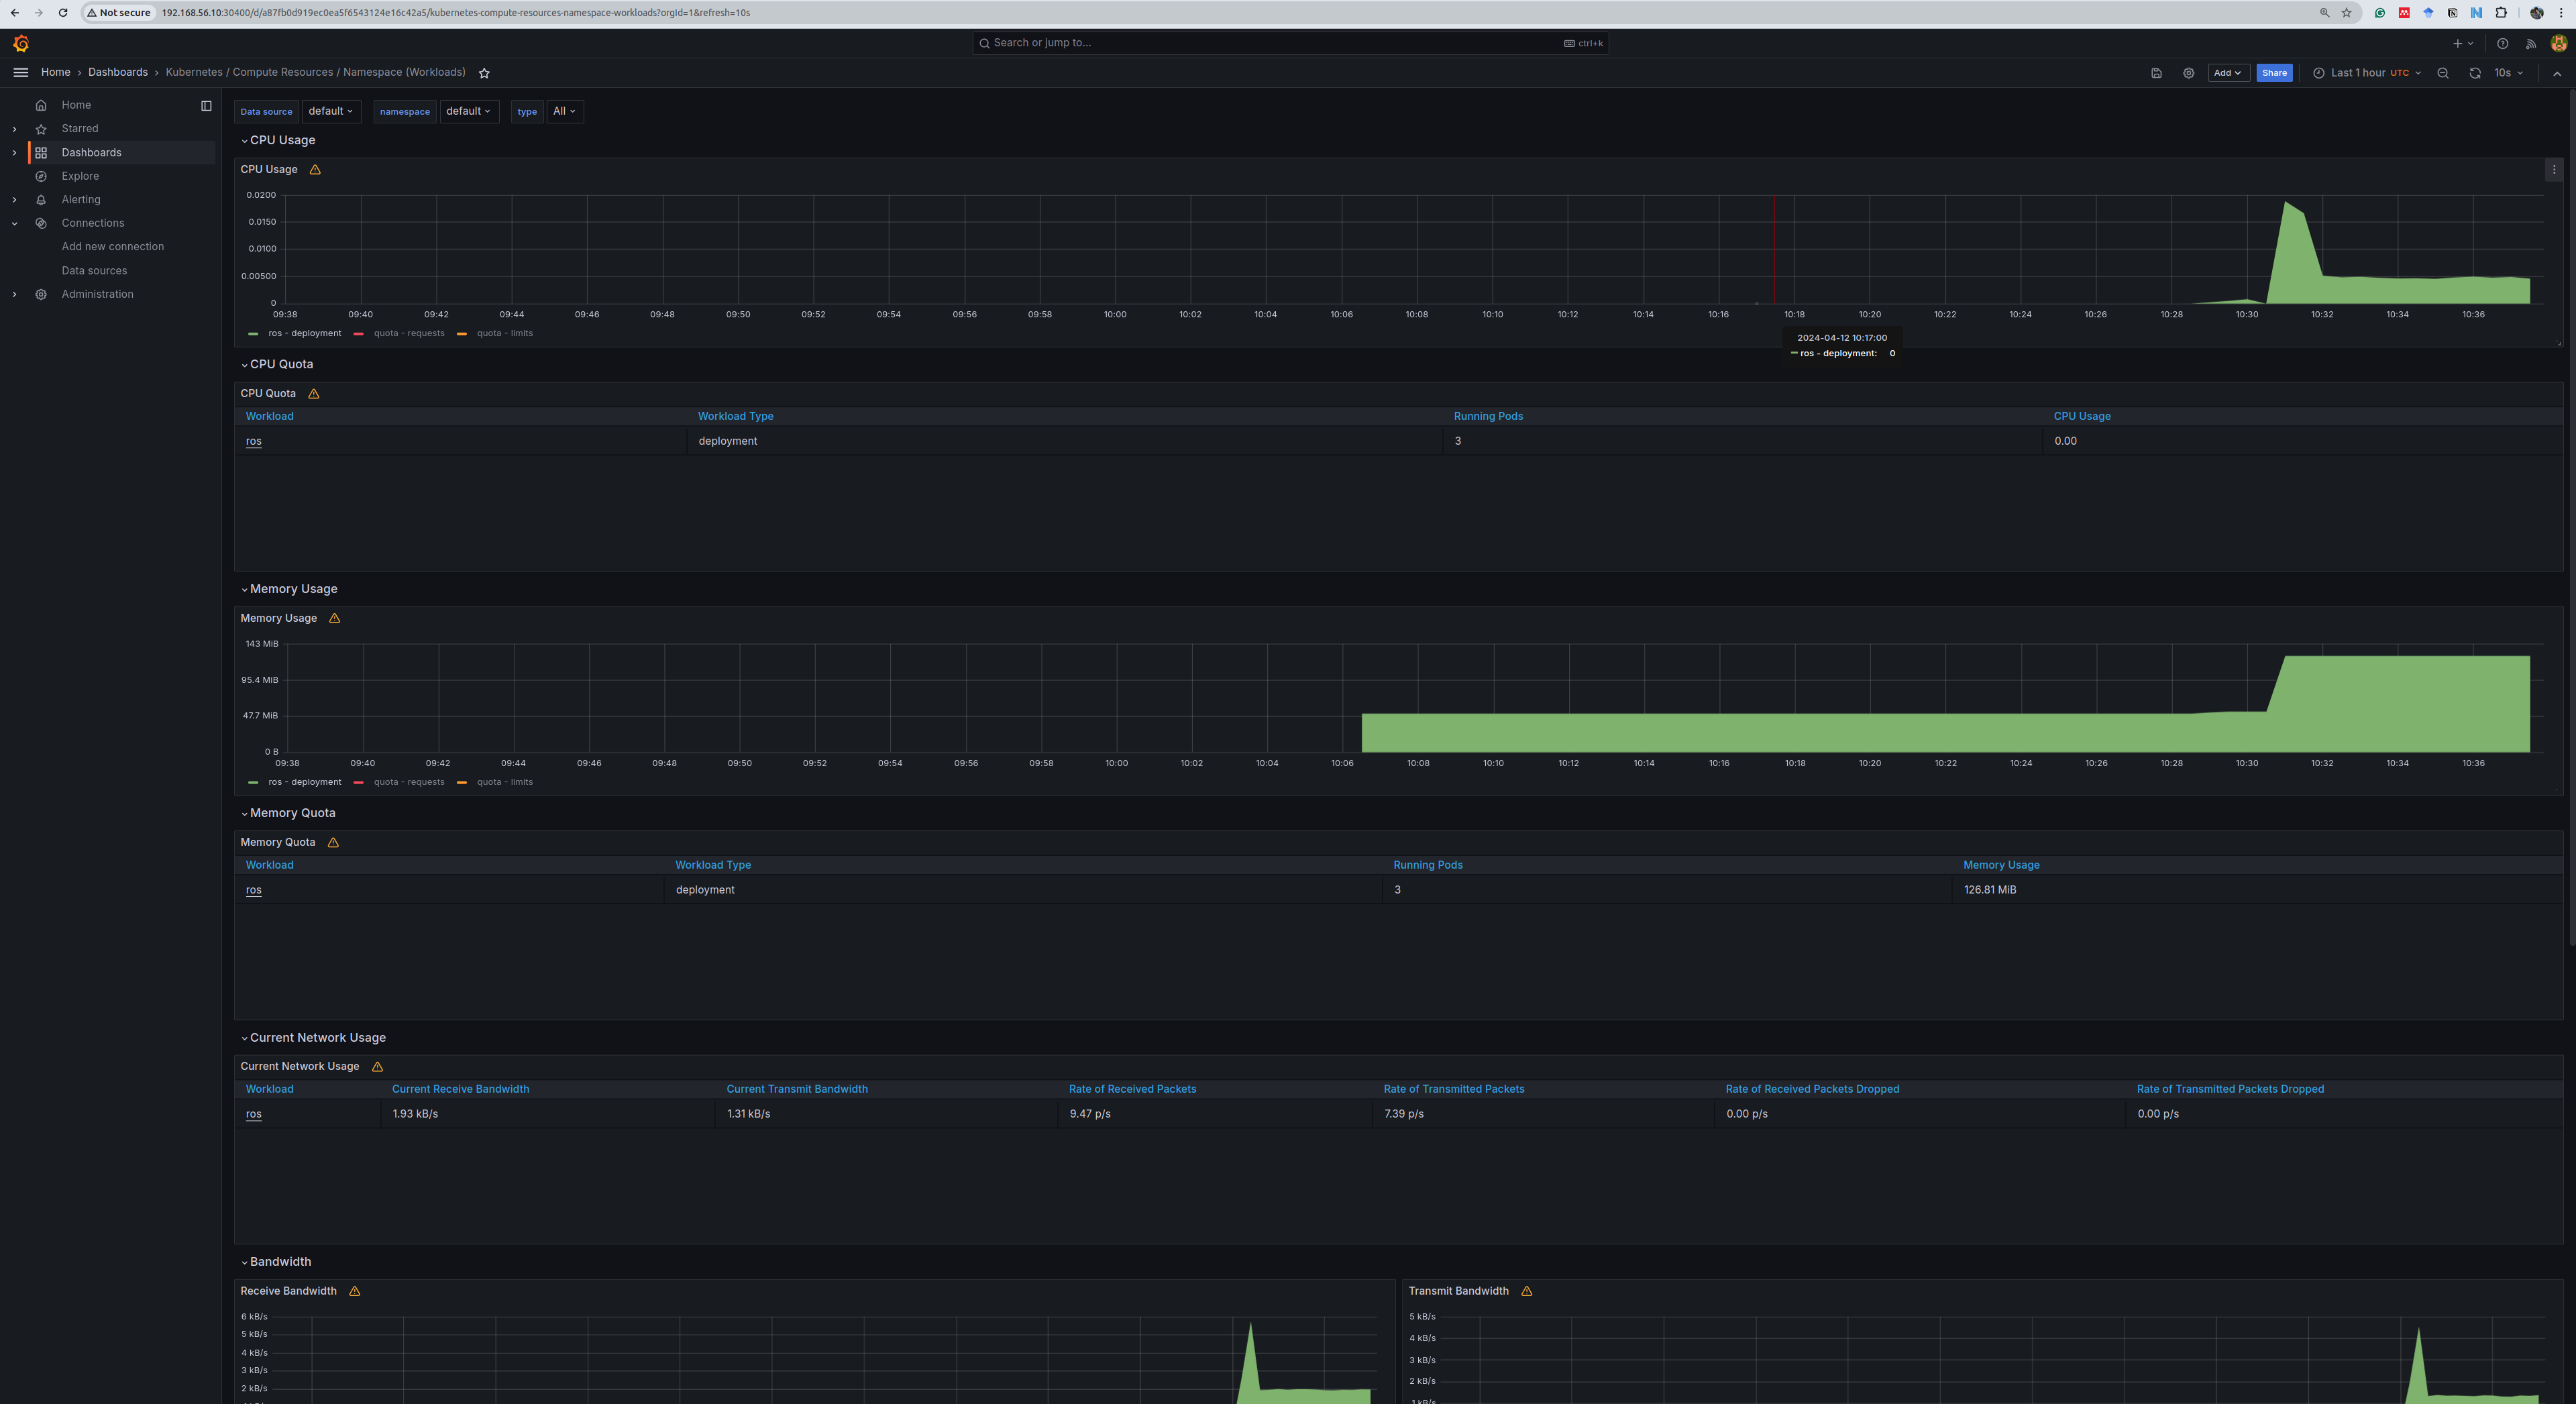 Not secure 192.168.56.10:30400/d/a87fb0d919ec0ea5f6543124e16c42a5/kubernetes-compute-resources-namespace-workloads?orgId=1&refresh=10s
Search or jump to... ctrl+k
Home › Dashboards › Kubernetes / Compute Resources / Namespace (Workloads) Add Share Last 1 hour UTC 10s
Home
Starred
Dashboards
Explore
Alerting
Connections
Add new connection
Data sources
Administration
Data source default namespace default type All
CPU Usage
CPU Usage
0.0200
0.0150
0.0100
0.00500
0
09:38 09:40 09:42 09:44 09:46 09:48 09:50 09:52 09:54 09:56 09:58 10:00 10:02 10:04 10:06 10:08 10:10 10:12 10:14 10:16 10:18 10:20 10:22 10:24 10:26 10:28 10:30 10:32 10:34 10:36
ros - deployment quota - requests quota - limits
2024-04-12 10:17:00
ros - deployment: 0
CPU Quota
CPU Quota
Workload Workload Type Running Pods CPU Usage
ros deployment 3 0.00
Memory Usage
Memory Usage
143 MiB
95.4 MiB
47.7 MiB
0 B
09:38 09:40 09:42 09:44 09:46 09:48 09:50 09:52 09:54 09:56 09:58 10:00 10:02 10:04 10:06 10:08 10:10 10:12 10:14 10:16 10:18 10:20 10:22 10:24 10:26 10:28 10:30 10:32 10:34 10:36
ros - deployment quota - requests quota - limits
Memory Quota
Memory Quota
Workload Workload Type Running Pods Memory Usage
ros deployment 3 126.81 MiB
Current Network Usage
Current Network Usage
Workload Current Receive Bandwidth Current Transmit Bandwidth Rate of Received Packets Rate of Transmitted Packets Rate of Received Packets Dropped Rate of Transmitted Packets Dropped
ros 1.93 kB/s 1.31 kB/s 9.47 p/s 7.39 p/s 0.00 p/s 0.00 p/s
Bandwidth
Receive Bandwidth
6 kB/s
5 kB/s
4 kB/s
3 kB/s
2 kB/s
Transmit Bandwidth
5 kB/s
4 kB/s
3 kB/s
2 kB/s